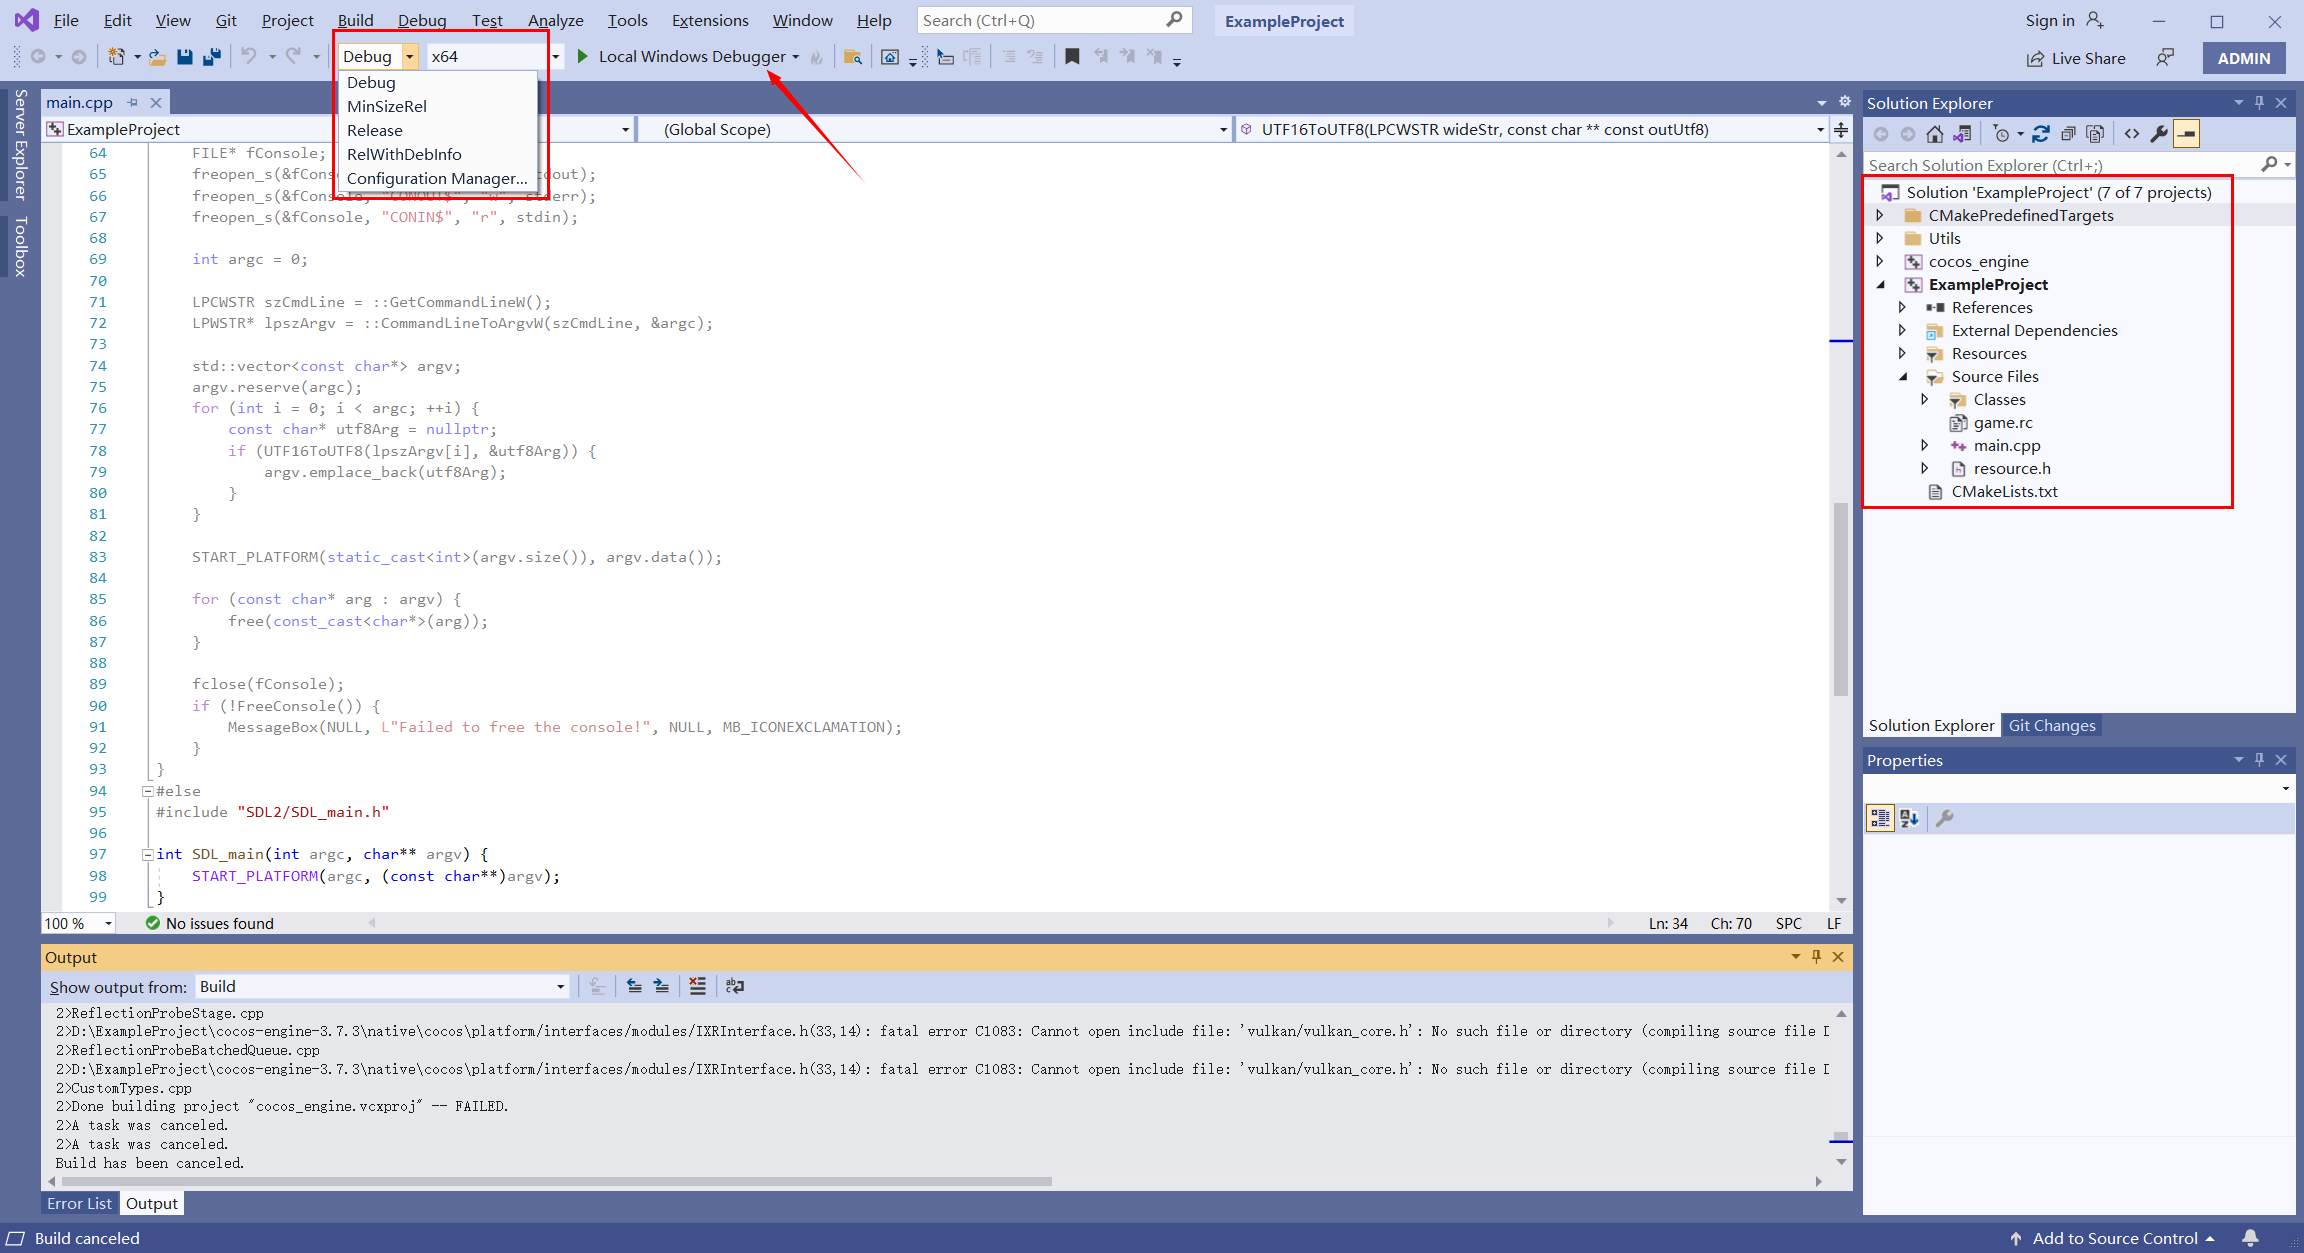 File Edit View Git Project Build Debug Test Analyze Tools Extensions Window Help Search (Ctrl+Q) ExampleProject Sign in
Debug x64 Local Windows Debugger Live Share ADMIN
Debug
MinSizeRel
Release
RelWithDebInfo
Configuration Manager...
Server Explorer
Toolbox
main.cpp
ExampleProject (Global Scope) UTF16ToUTF8(LPCWSTR wideStr, const char ** const outUtf8)
64 FILE* fConsole;
65 freopen_s(&fCons tdout);
66 freopen_s(&fConsole, "CONOUT$", "w", stderr);
67 freopen_s(&fConsole, "CONIN$", "r", stdin);
68
69 int argc = 0;
70
71 LPCWSTR szCmdLine = ::GetCommandLineW();
72 LPWSTR* lpszArgv = ::CommandLineToArgvW(szCmdLine, &argc);
73
74 std::vector<const char*> argv;
75 argv.reserve(argc);
76 for (int i = 0; i < argc; ++i) {
77 const char* utf8Arg = nullptr;
78 if (UTF16ToUTF8(lpszArgv[i], &utf8Arg)) {
79 argv.emplace_back(utf8Arg);
80 }
81 }
82
83 START_PLATFORM(static_cast<int>(argv.size()), argv.data());
84
85 for (const char* arg : argv) {
86 free(const_cast<char*>(arg));
87 }
88
89 fclose(fConsole);
90 if (!FreeConsole()) {
91 MessageBox(NULL, L"Failed to free the console!", NULL, MB_ICONEXCLAMATION);
92 }
93 }
94 #else
95 #include "SDL2/SDL_main.h"
96
97 int SDL_main(int argc, char** argv) {
98 START_PLATFORM(argc, (const char**)argv);
99 }
100 % No issues found Ln: 34 Ch: 70 SPC LF
Output
Show output from: Build
2>ReflectionProbeStage.cpp
2>D:\ExampleProject\cocos-engine-3.7.3\native\cocos\platform/interfaces/modules/IXRInterface.h(33,14): fatal error C1083: Cannot open include file: 'vulkan/vulkan_core.h': No such file or directory (compiling source file D
2>ReflectionProbeBatchedQueue.cpp
2>D:\ExampleProject\cocos-engine-3.7.3\native\cocos\platform/interfaces/modules/IXRInterface.h(33,14): fatal error C1083: Cannot open include file: 'vulkan/vulkan_core.h': No such file or directory (compiling source file D
2>CustomTypes.cpp
2>Done building project "cocos_engine.vcxproj" -- FAILED.
2>A task was canceled.
2>A task was canceled.
Build has been canceled.
Error List Output
Solution Explorer
Search Solution Explorer (Ctrl+;)
Solution 'ExampleProject' (7 of 7 projects)
CMakePredefinedTargets
Utils
cocos_engine
ExampleProject
References
External Dependencies
Resources
Source Files
Classes
game.rc
main.cpp
resource.h
CMakeLists.txt
Solution Explorer Git Changes
Properties
Build canceled Add to Source Control